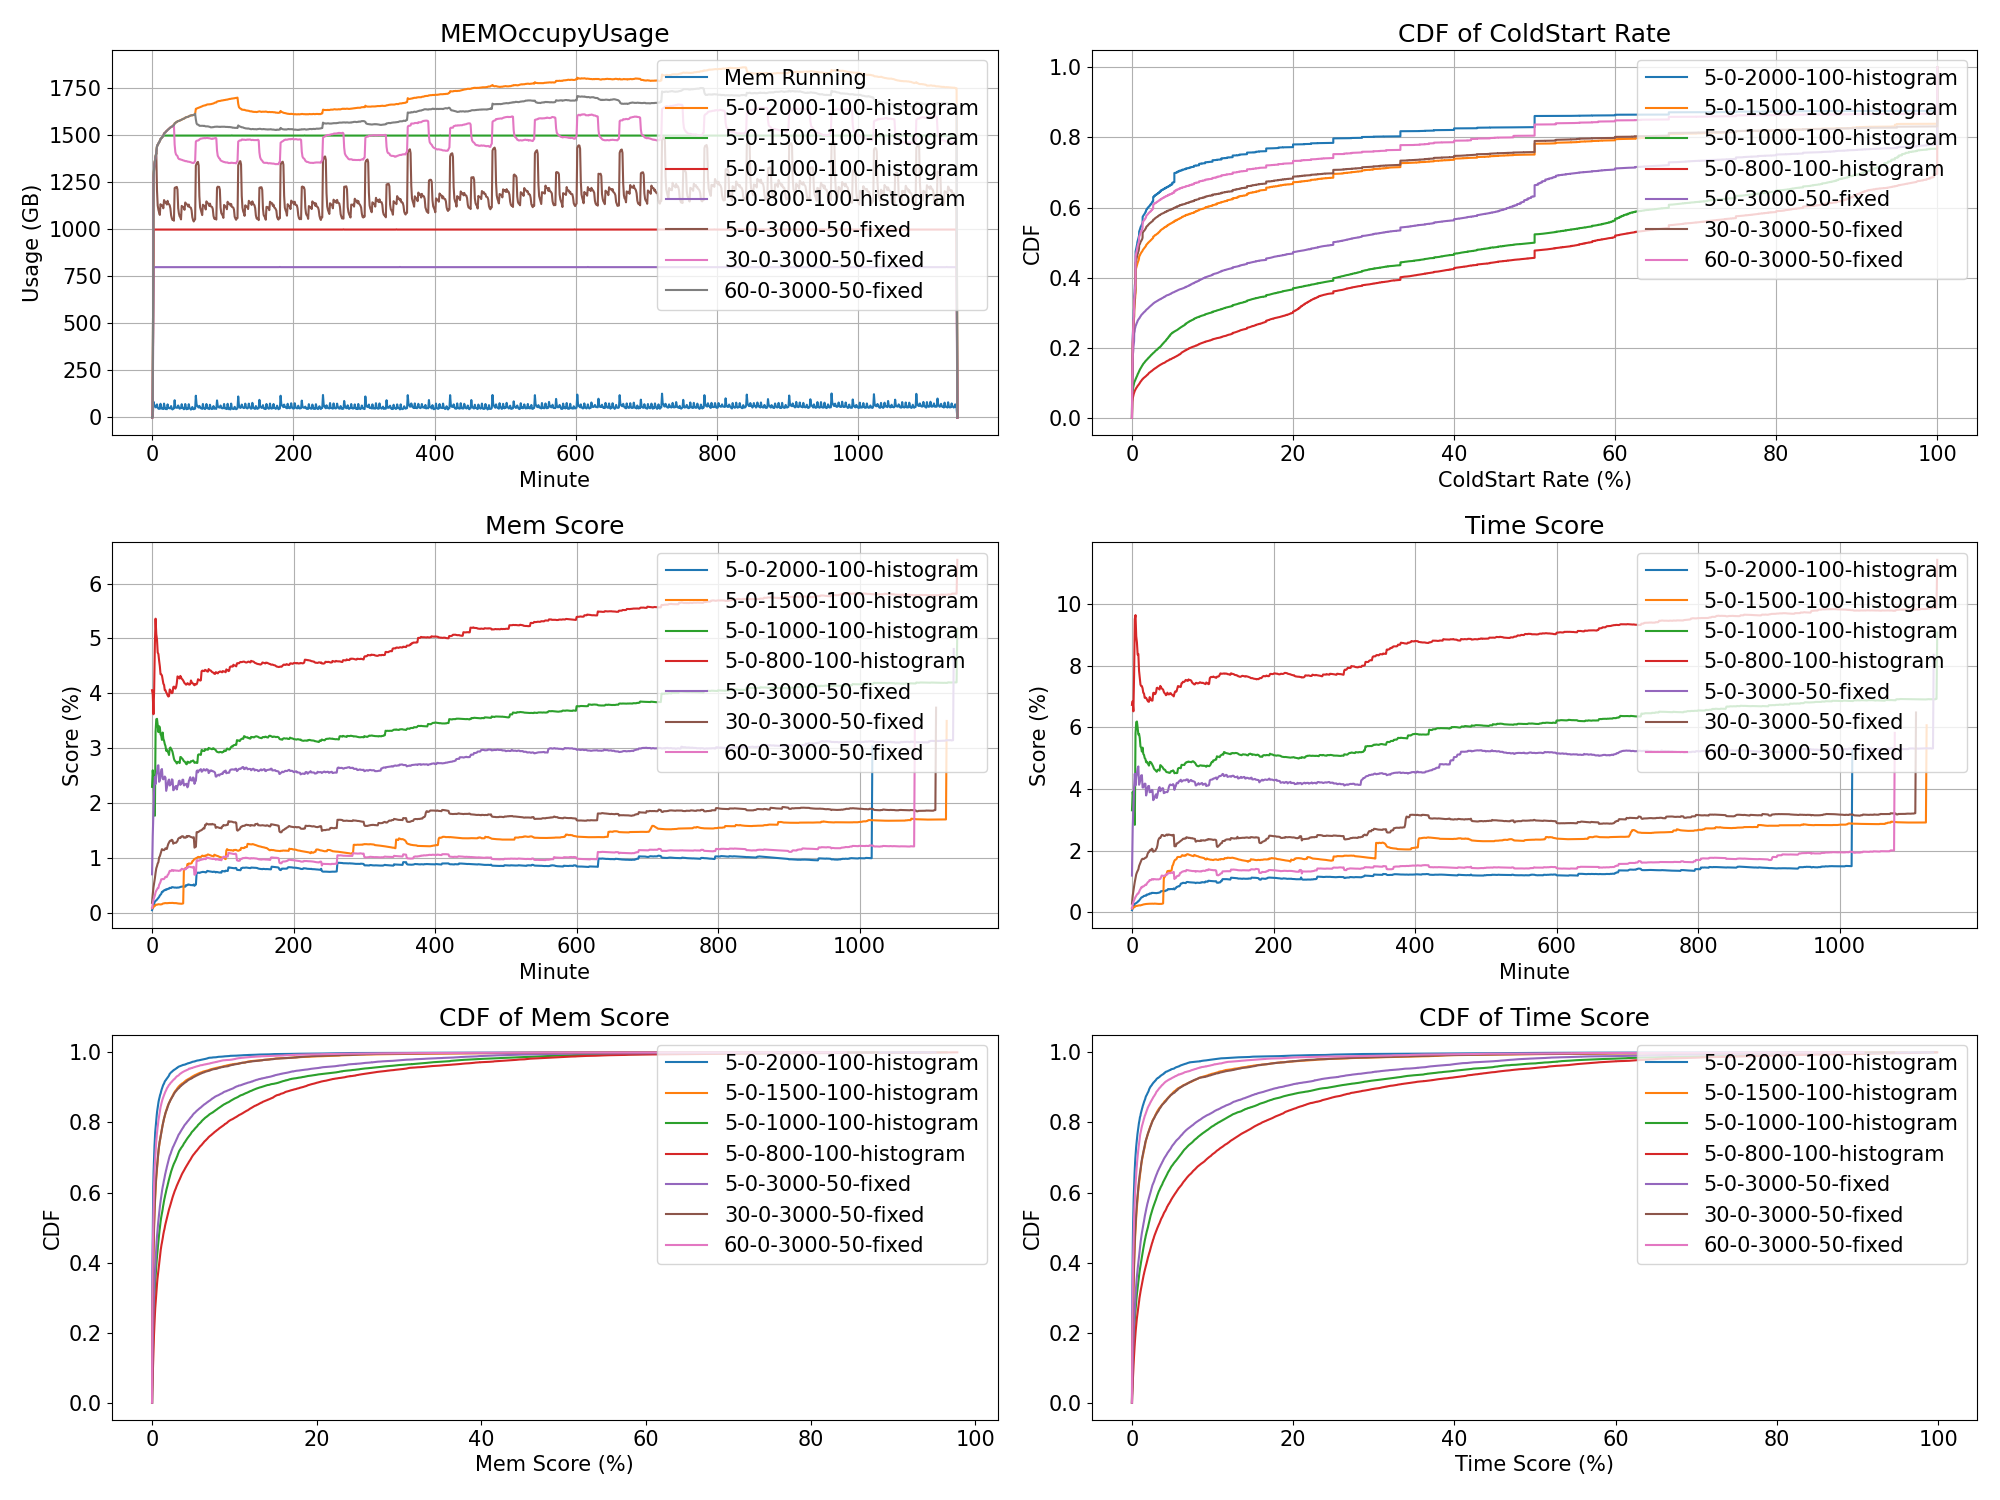 MEMOccupyUsage
Usage (GB)
1750
1500
1250
1000
750
500
250
0
0 200 400 600 800 1000
Minute
Mem Running
5-0-2000-100-histogram
5-0-1500-100-histogram
5-0-1000-100-histogram
5-0-800-100-histogram
5-0-3000-50-fixed
30-0-3000-50-fixed
60-0-3000-50-fixed
CDF of ColdStart Rate
CDF
1.0
0.8
0.6
0.4
0.2
0.0
0 20 40 60 80 100
ColdStart Rate (%)
5-0-2000-100-histogram
5-0-1500-100-histogram
5-0-1000-100-histogram
5-0-800-100-histogram
5-0-3000-50-fixed
30-0-3000-50-fixed
60-0-3000-50-fixed
Mem Score
Score (%)
6
5
4
3
2
1
0
0 200 400 600 800 1000
Minute
5-0-2000-100-histogram
5-0-1500-100-histogram
5-0-1000-100-histogram
5-0-800-100-histogram
5-0-3000-50-fixed
30-0-3000-50-fixed
60-0-3000-50-fixed
Time Score
Score (%)
10
8
6
4
2
0
0 200 400 600 800 1000
Minute
5-0-2000-100-histogram
5-0-1500-100-histogram
5-0-1000-100-histogram
5-0-800-100-histogram
5-0-3000-50-fixed
30-0-3000-50-fixed
60-0-3000-50-fixed
CDF of Mem Score
CDF
1.0
0.8
0.6
0.4
0.2
0.0
0 20 40 60 80 100
Mem Score (%)
5-0-2000-100-histogram
5-0-1500-100-histogram
5-0-1000-100-histogram
5-0-800-100-histogram
5-0-3000-50-fixed
30-0-3000-50-fixed
60-0-3000-50-fixed
CDF of Time Score
CDF
1.0
0.8
0.6
0.4
0.2
0.0
0 20 40 60 80 100
Time Score (%)
5-0-2000-100-histogram
5-0-1500-100-histogram
5-0-1000-100-histogram
5-0-800-100-histogram
5-0-3000-50-fixed
30-0-3000-50-fixed
60-0-3000-50-fixed